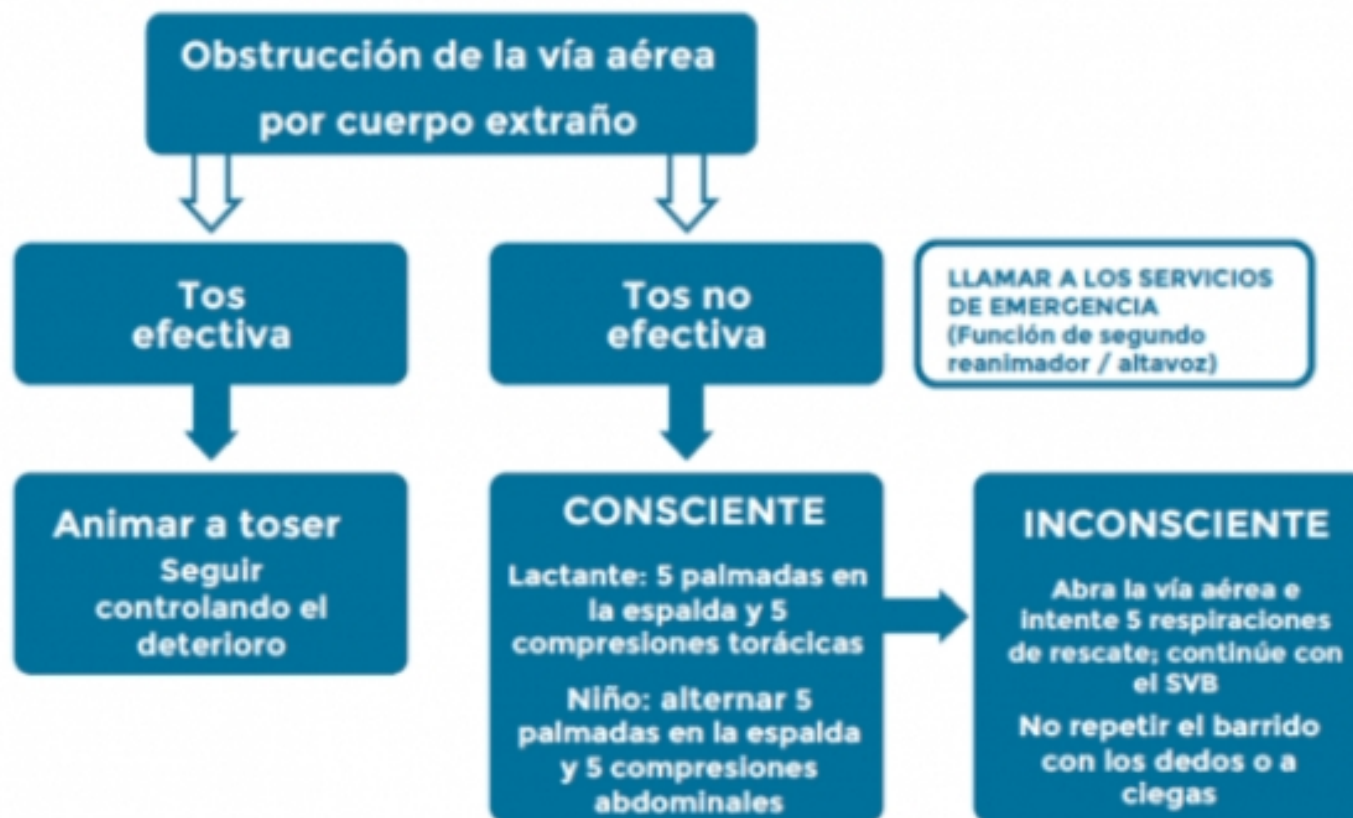 Obstrucción de la vía aérea
por cuerpo extraño
Tos
efectiva
Tos no
efectiva
LLAMAR A LOS SERVICIOS
DE EMERGENCIA
(Función de segundo
reanimador / altavoz)
Animar a toser
Seguir
controlando el
deterioro
CONSCIENTE
Lactante: 5 palmadas en
la espalda y 5
compresiones torácicas
Niño: alternar 5
palmadas en la espalda
y 5 compresiones
abdominales
INCONSCIENTE
Abra la vía aérea e
intente 5 respiraciones
de rescate; continúe con
el SVB
No repetir el barrido
con los dedos o a
ciegas